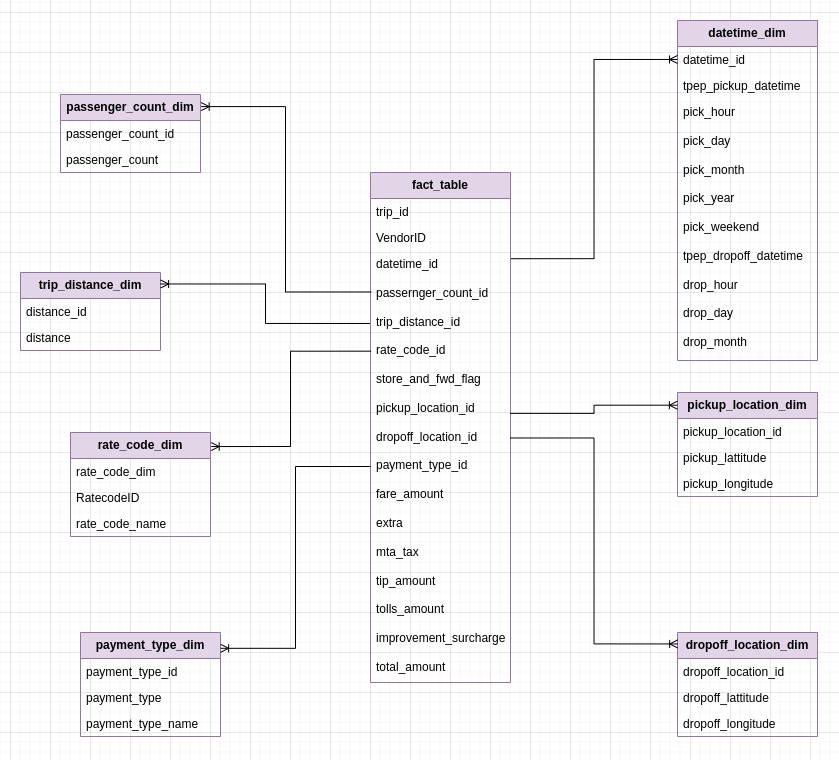 datetime_dim
datetime_id
tpep_pickup_datetime
pick_hour
pick_day
pick_month
pick_year
pick_weekend
tpep_dropoff_datetime
drop_hour
drop_day
drop_month
passenger_count_dim
passenger_count_id
passenger_count
fact_table
trip_id
VendorID
datetime_id
passernger_count_id
trip_distance_id
rate_code_id
store_and_fwd_flag
pickup_location_id
dropoff_location_id
payment_type_id
fare_amount
extra
mta_tax
tip_amount
tolls_amount
improvement_surcharge
total_amount
trip_distance_dim
distance_id
distance
pickup_location_dim
pickup_location_id
pickup_lattitude
pickup_longitude
rate_code_dim
rate_code_dim
RatecodeID
rate_code_name
payment_type_dim
payment_type_id
payment_type
payment_type_name
dropoff_location_dim
dropoff_location_id
dropoff_lattitude
dropoff_longitude